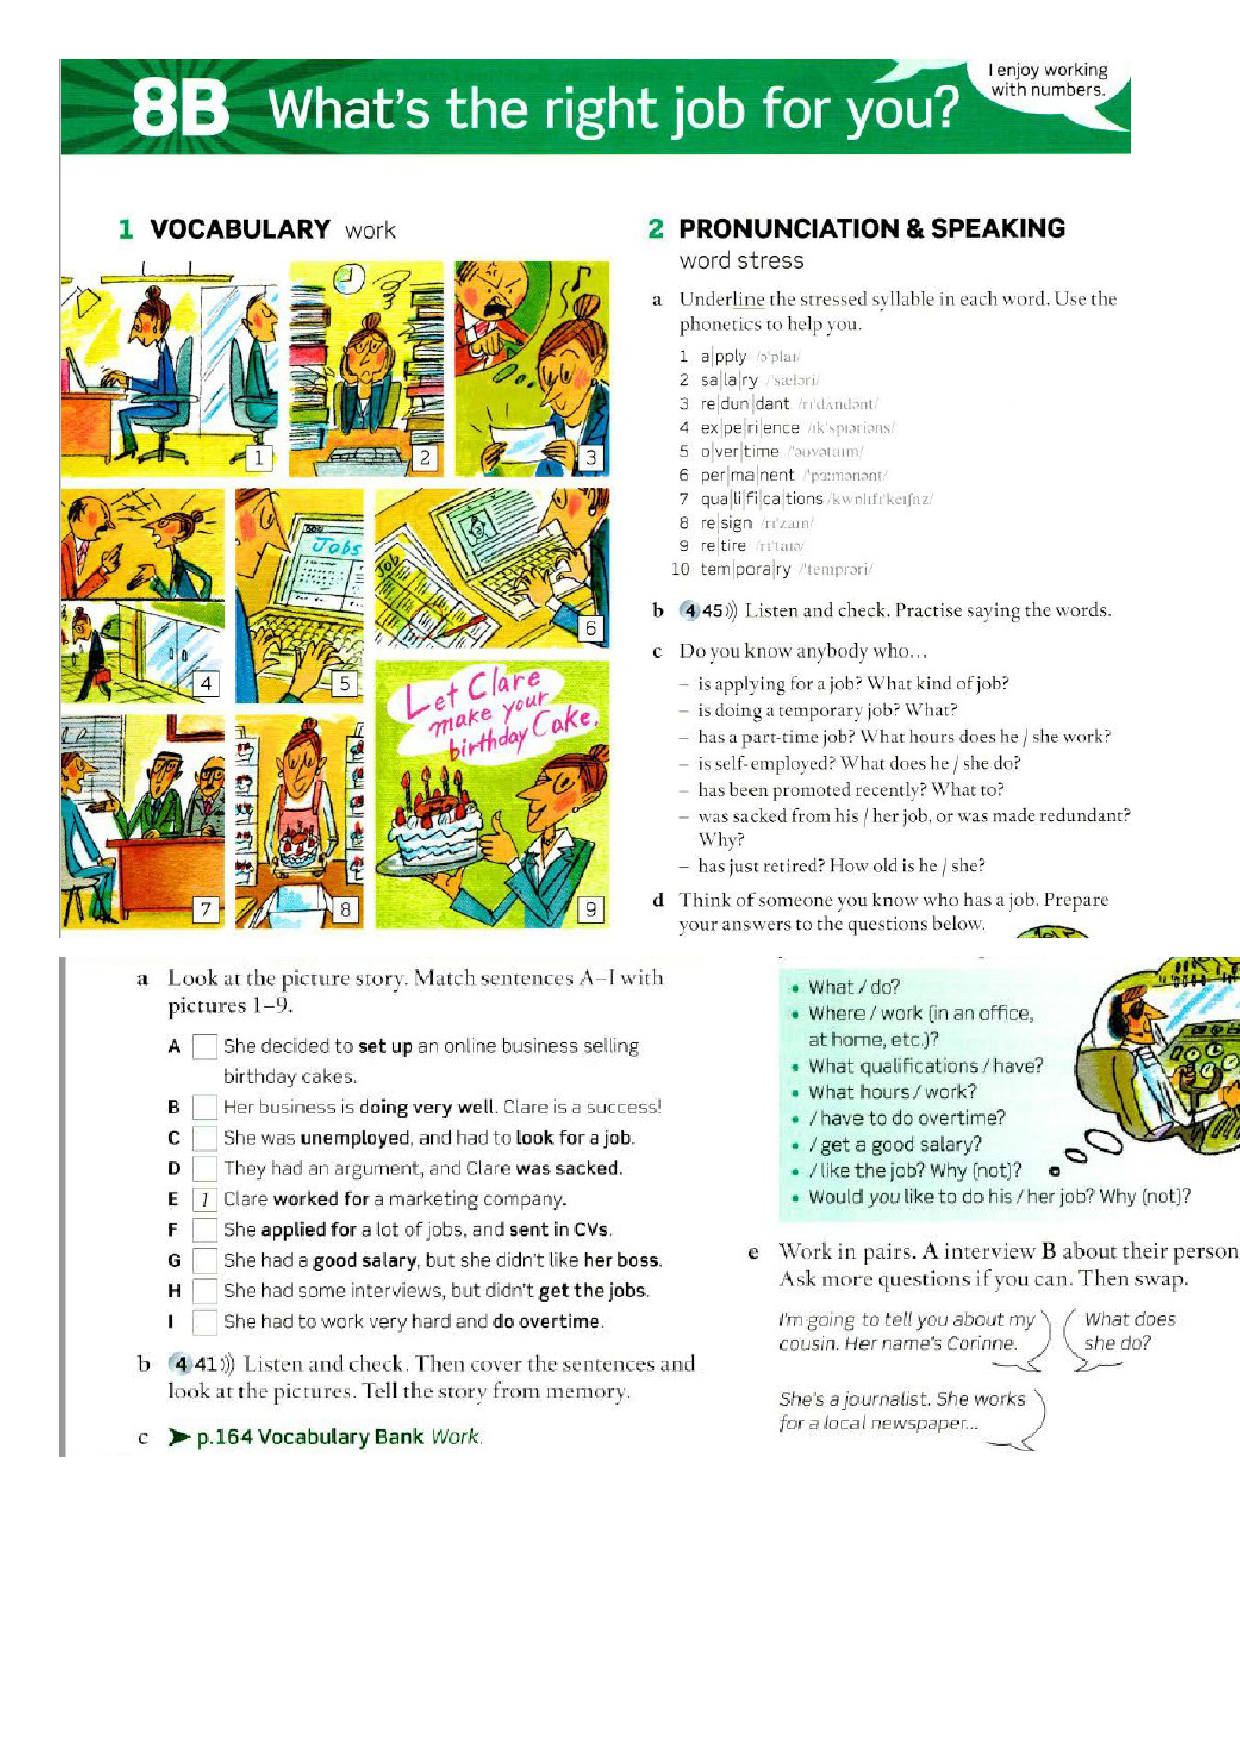 8B What's the right job for you?
I enjoy working
with numbers.
1 VOCABULARY work
1
2
3
4
Jobs
5
6
7
8
Let Clare
make your
birthday Cake.
9
a Look at the picture story. Match sentences A–I with
pictures 1–9.
A She decided to set up an online business selling
birthday cakes.
B Her business is doing very well. Clare is a success!
C She was unemployed, and had to look for a job.
D They had an argument, and Clare was sacked.
E 1 Clare worked for a marketing company.
F She applied for a lot of jobs, and sent in CVs.
G She had a good salary, but she didn't like her boss.
H She had some interviews, but didn't get the jobs.
I She had to work very hard and do overtime.
b 4 41))) Listen and check. Then cover the sentences and
look at the pictures. Tell the story from memory.
c ➤ p.164 Vocabulary Bank Work.
2 PRONUNCIATION & SPEAKING
word stress
a Underline the stressed syllable in each word. Use the
phonetics to help you.
1 a|pply /əˈplaɪ/
2 sa|la|ry /ˈsæləri/
3 re|dun|dant /rɪˈdʌndənt/
4 ex|pe|ri|ence /ɪkˈspɪəriəns/
5 o|ver|time /ˈəʊvətaɪm/
6 per|ma|nent /ˈpɜːmənənt/
7 qua|li|fi|ca|tions /kwɒlɪfɪˈkeɪʃnz/
8 re|sign /rɪˈzaɪn/
9 re|tire /rɪˈtaɪə/
10 tem|pora|ry /ˈtemprəri/
b 4 45))) Listen and check. Practise saying the words.
c Do you know anybody who…
– is applying for a job? What kind of job?
– is doing a temporary job? What?
– has a part-time job? What hours does he / she work?
– is self-employed? What does he / she do?
– has been promoted recently? What to?
– was sacked from his / her job, or was made redundant?
Why?
– has just retired? How old is he / she?
d Think of someone you know who has a job. Prepare
your answers to the questions below.
• What / do?
• Where / work (in an office,
at home, etc.)?
• What qualifications / have?
• What hours / work?
• / have to do overtime?
• / get a good salary?
• / like the job? Why (not)?
• Would you like to do his / her job? Why (not)?
e Work in pairs. A interview B about their person
Ask more questions if you can. Then swap.
I'm going to tell you about my
cousin. Her name's Corinne.
What does
she do?
She's a journalist. She works
for a local newspaper...